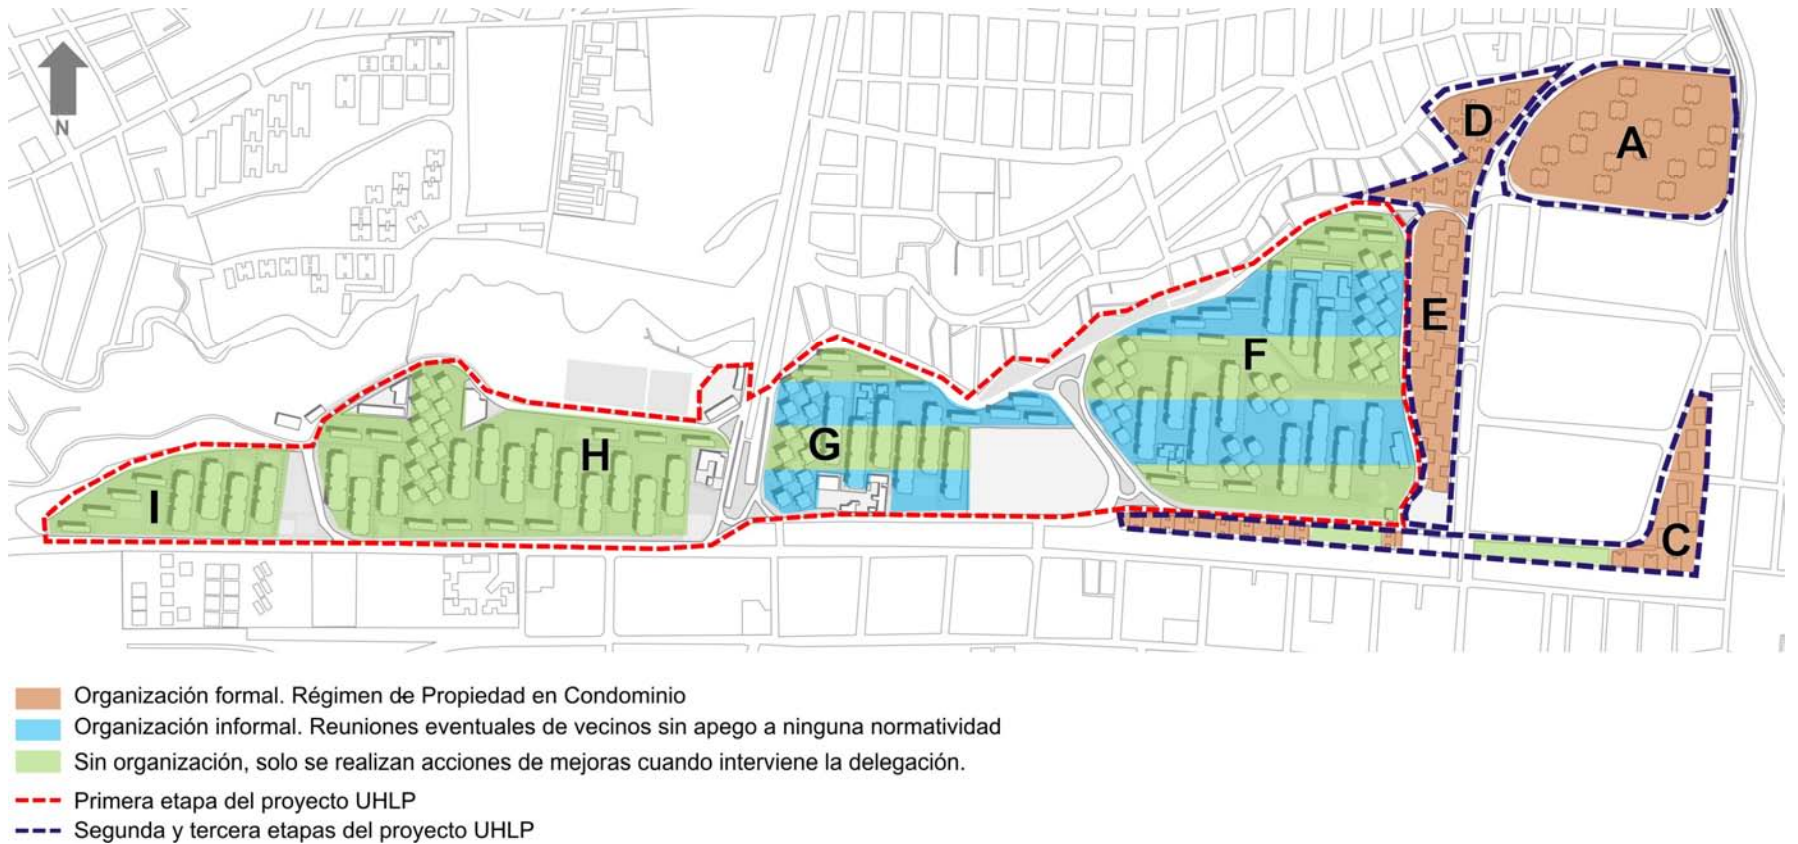 N
D
A
E
F
H
G
I
C
Organización formal. Régimen de Propiedad en Condominio
Organización informal. Reuniones eventuales de vecinos sin apego a ninguna normatividad
Sin organización, solo se realizan acciones de mejoras cuando interviene la delegación.
Primera etapa del proyecto UHLP
Segunda y tercera etapas del proyecto UHLP